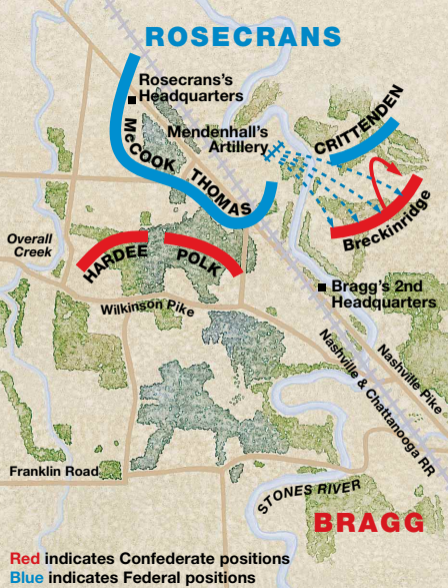 ROSECRANS
Rosecrans's
Headquarters
McCOOK
Mendenhall's
Artillery
CRITTENDEN
THOMAS
Breckinridge
Overall
Creek
HARDEE
POLK
Bragg's 2nd
Headquarters
Wilkinson Pike
Nashville Pike
Nashville & Chattanooga RR
Franklin Road
STONES RIVER
BRAGG
Red indicates Confederate positions
Blue indicates Federal positions